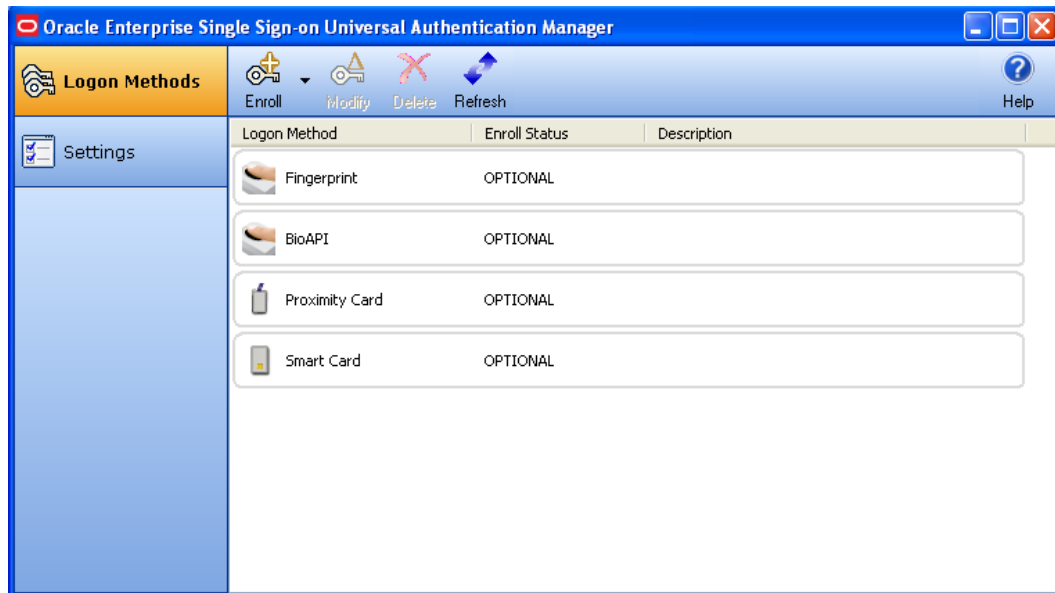 Oracle Enterprise Single Sign-on Universal Authentication Manager
Logon Methods
Settings
Enroll Modify Delete Refresh Help
Logon Method Enroll Status Description
Fingerprint OPTIONAL
BioAPI OPTIONAL
Proximity Card OPTIONAL
Smart Card OPTIONAL